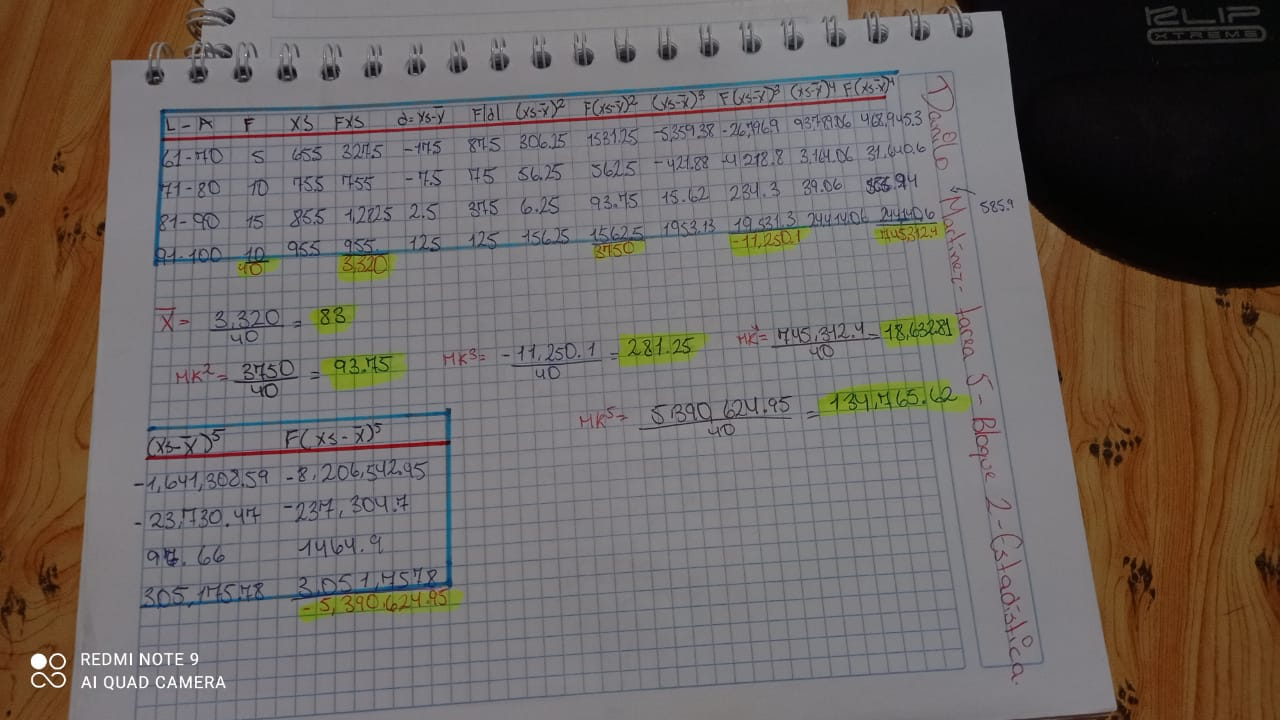 KLIP
XTREME
L - A F XS FXS d=XS-X̄ F|d| (XS-X̄)² F(XS-X̄)² (XS-X̄)³ F(XS-X̄)³ (XS-X̄)⁴ F(XS-X̄)⁴
61-70 5 65.5 327.5 -17.5 87.5 306.25 1531.25 -5,359.38 -26,796.9 93,789.06 468,945.3
71-80 10 75.5 755 -7.5 75 56.25 562.5 -421.88 -4218.8 3,164.06 31,640.6
81-90 15 85.5 1,282.5 2.5 37.5 6.25 93.75 15.62 234.3 39.06
585.9
91-100 10 95.5 955. 12.5 125 156.25 1562.5 1953.13 19,531.3 24414.06 244140.6
40 3,320 3750 -11,250.1 745,312.4
X̄= 3,320/40 = 83
MK²= 3750/40 = 93.75
MK³= -11,250.1/40 = 281.25
MK⁴= 745,312.4/40 = 18,632.81
MK⁵= 5,390,624.95/40 = 134,765.62
(XS-X̄)⁵ F(XS-X̄)⁵
-1,641,308.59 -8,206,542.95
-23,730.47 -237,304.7
97.66 1464.9
305,175.78 3,051,757.8
-5,390,624.95
Danilo Martínez- tarea 5- Bloque 2-Estadística.
REDMI NOTE 9
AI QUAD CAMERA